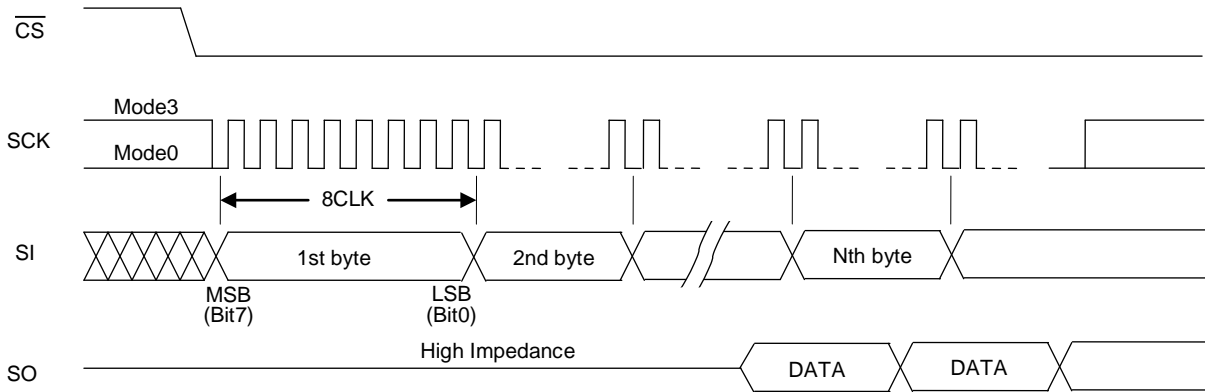 CS
Mode3
SCK
Mode0
8CLK
SI
1st byte
2nd byte
Nth byte
MSB
(Bit7)
LSB
(Bit0)
High Impedance
SO
DATA
DATA